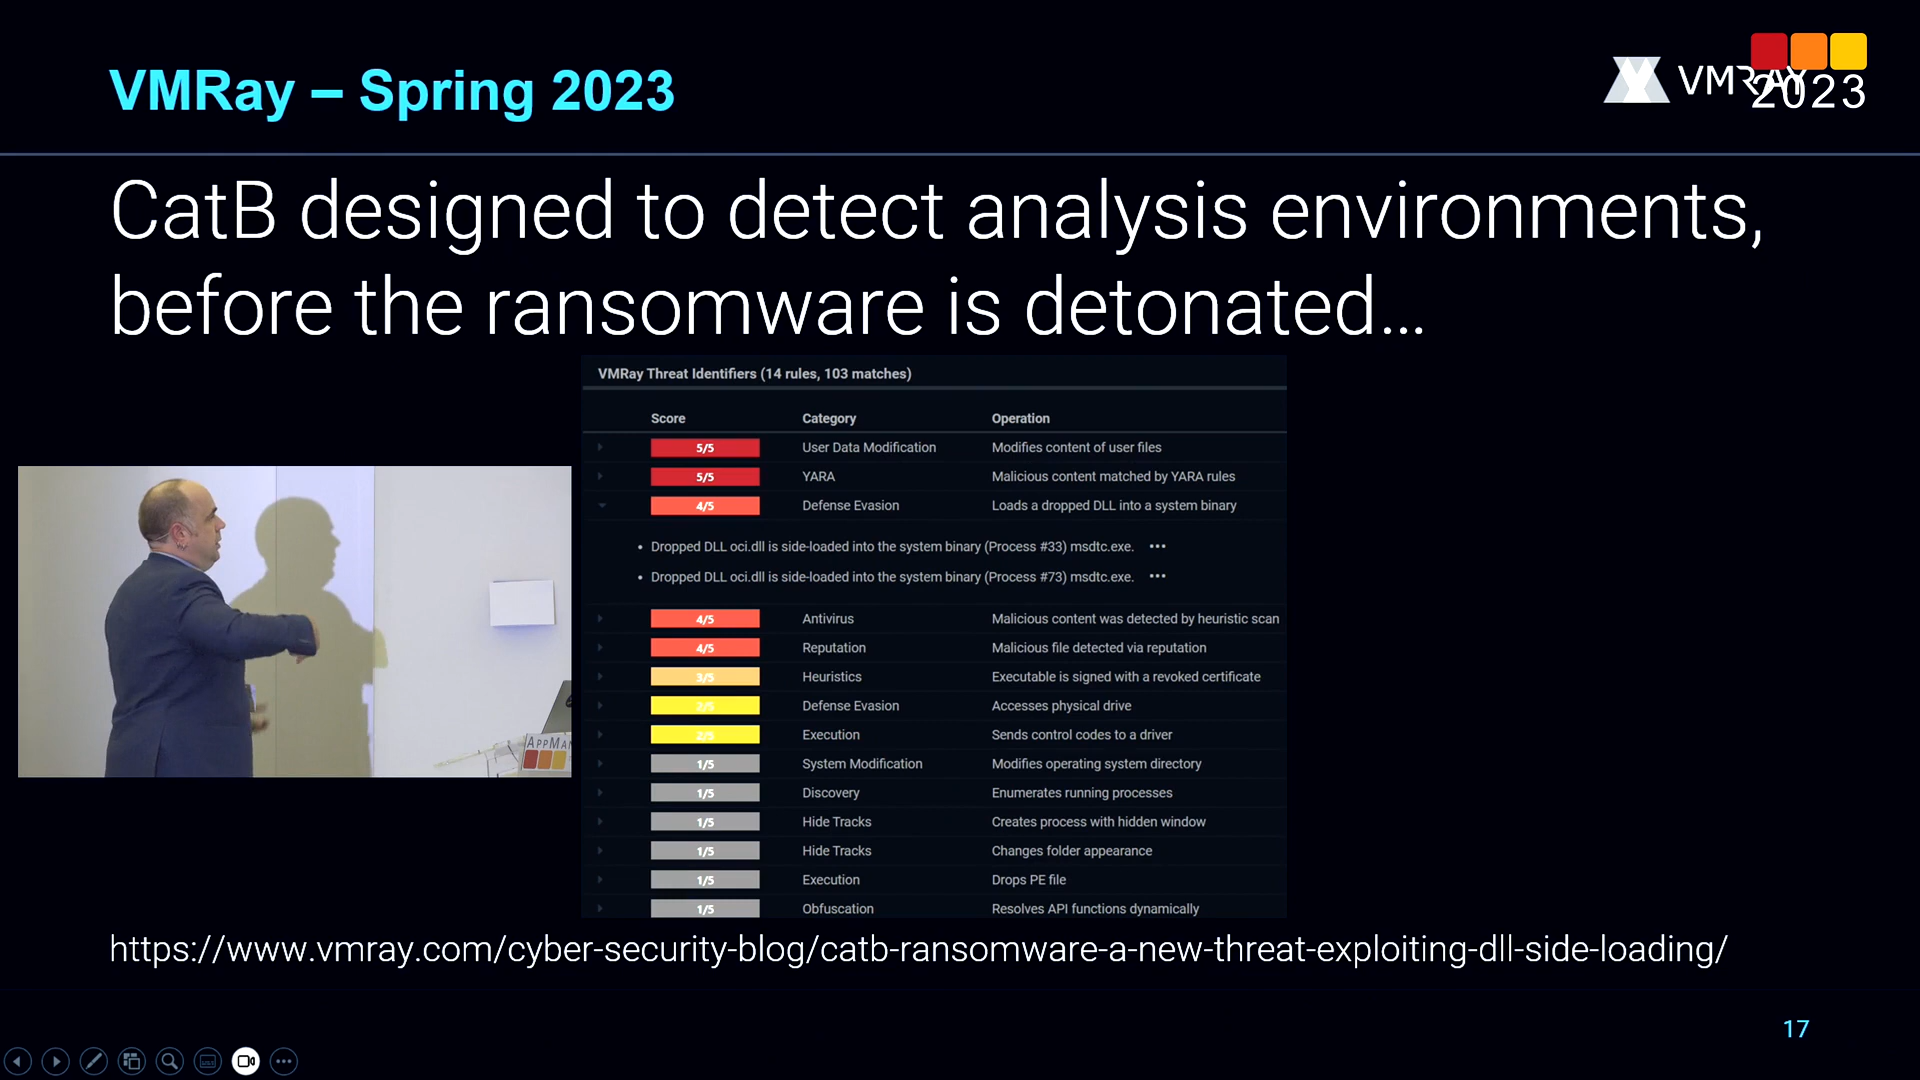 VMRay – Spring 2023
VMRAY
2023
CatB designed to detect analysis environments,
before the ransomware is detonated...
VMRay Threat Identifiers (14 rules, 103 matches)
Score Category Operation
5/5 User Data Modification Modifies content of user files
5/5 YARA Malicious content matched by YARA rules
4/5 Defense Evasion Loads a dropped DLL into a system binary
• Dropped DLL oci.dll is side-loaded into the system binary (Process #33) msdtc.exe. •••
• Dropped DLL oci.dll is side-loaded into the system binary (Process #73) msdtc.exe. •••
4/5 Antivirus Malicious content was detected by heuristic scan
4/5 Reputation Malicious file detected via reputation
3/5 Heuristics Executable is signed with a revoked certificate
2/5 Defense Evasion Accesses physical drive
2/5 Execution Sends control codes to a driver
1/5 System Modification Modifies operating system directory
1/5 Discovery Enumerates running processes
1/5 Hide Tracks Creates process with hidden window
1/5 Hide Tracks Changes folder appearance
1/5 Execution Drops PE file
1/5 Obfuscation Resolves API functions dynamically
https://www.vmray.com/cyber-security-blog/catb-ransomware-a-new-threat-exploiting-dll-side-loading/
17